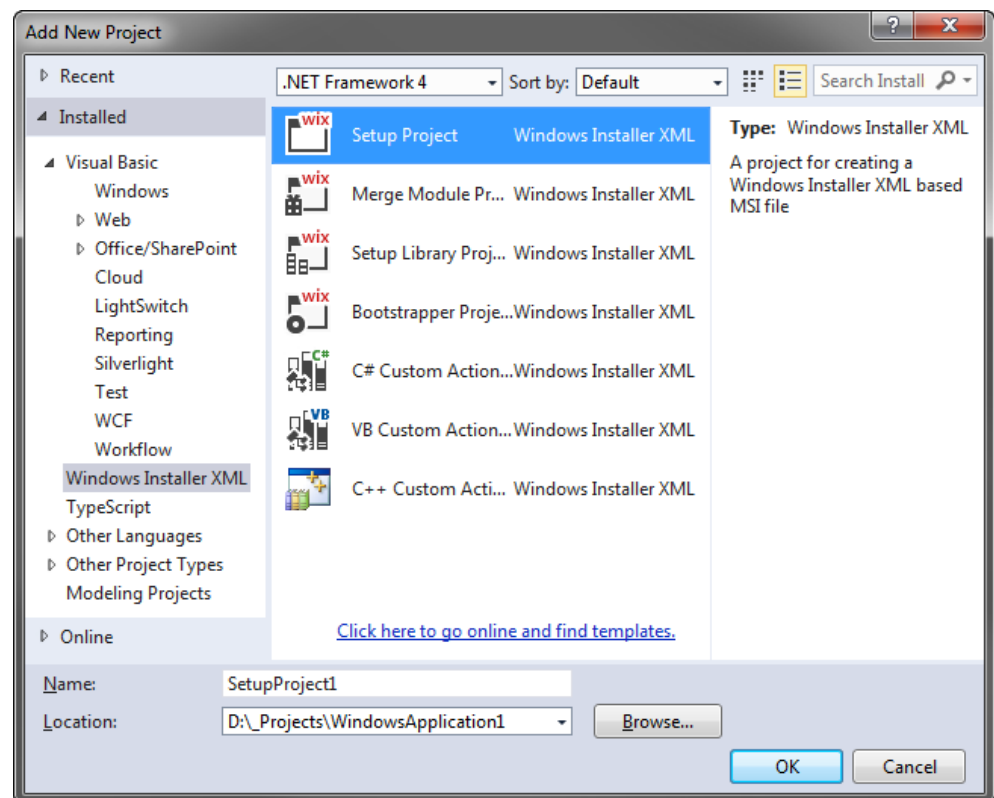 Add New Project
?
x
Recent
.NET Framework 4
Sort by:
Default
Search Install
Installed
Visual Basic
Windows
Web
Office/SharePoint
Cloud
LightSwitch
Reporting
Silverlight
Test
WCF
Workflow
Windows Installer XML
TypeScript
Other Languages
Other Project Types
Modeling Projects
Online
wix
Setup Project Windows Installer XML
wix
Merge Module Pr... Windows Installer XML
wix
Setup Library Proj... Windows Installer XML
wix
Bootstrapper Proje...Windows Installer XML
C#
C# Custom Action...Windows Installer XML
VB
VB Custom Action...Windows Installer XML
C++ Custom Acti... Windows Installer XML
Click here to go online and find templates.
Type: Windows Installer XML
A project for creating a
Windows Installer XML based
MSI file
Name: SetupProject1
Location: D:\_Projects\WindowsApplication1
Browse...
OK
Cancel